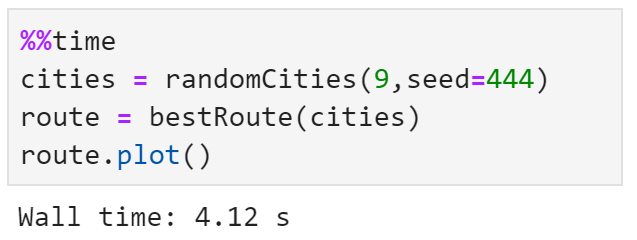 %%time
cities = randomCities(9,seed=444)
route = bestRoute(cities)
route.plot()
Wall time: 4.12 s